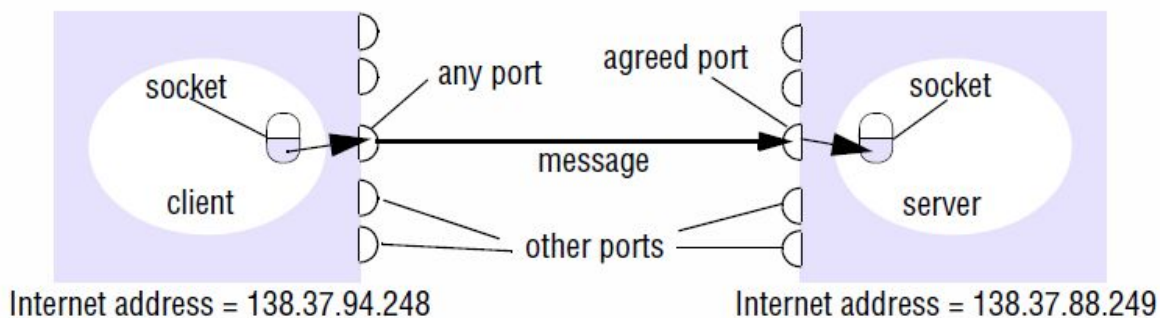 any port
agreed port
socket
socket
message
client
server
other ports
Internet address = 138.37.94.248
Internet address = 138.37.88.249